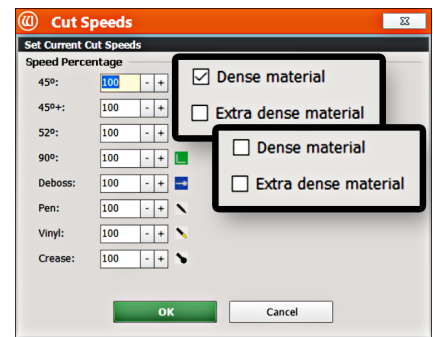 Cut Speeds
Set Current Cut Speeds
Speed Percentage
45º: 100 - +
45º+: 100 - +
52º: 100 - +
90º: 100 - +
Deboss: 100 - +
Pen: 100 - +
Vinyl: 100 - +
Crease: 100 - +
Dense material
Extra dense material
Dense material
Extra dense material
OK
Cancel